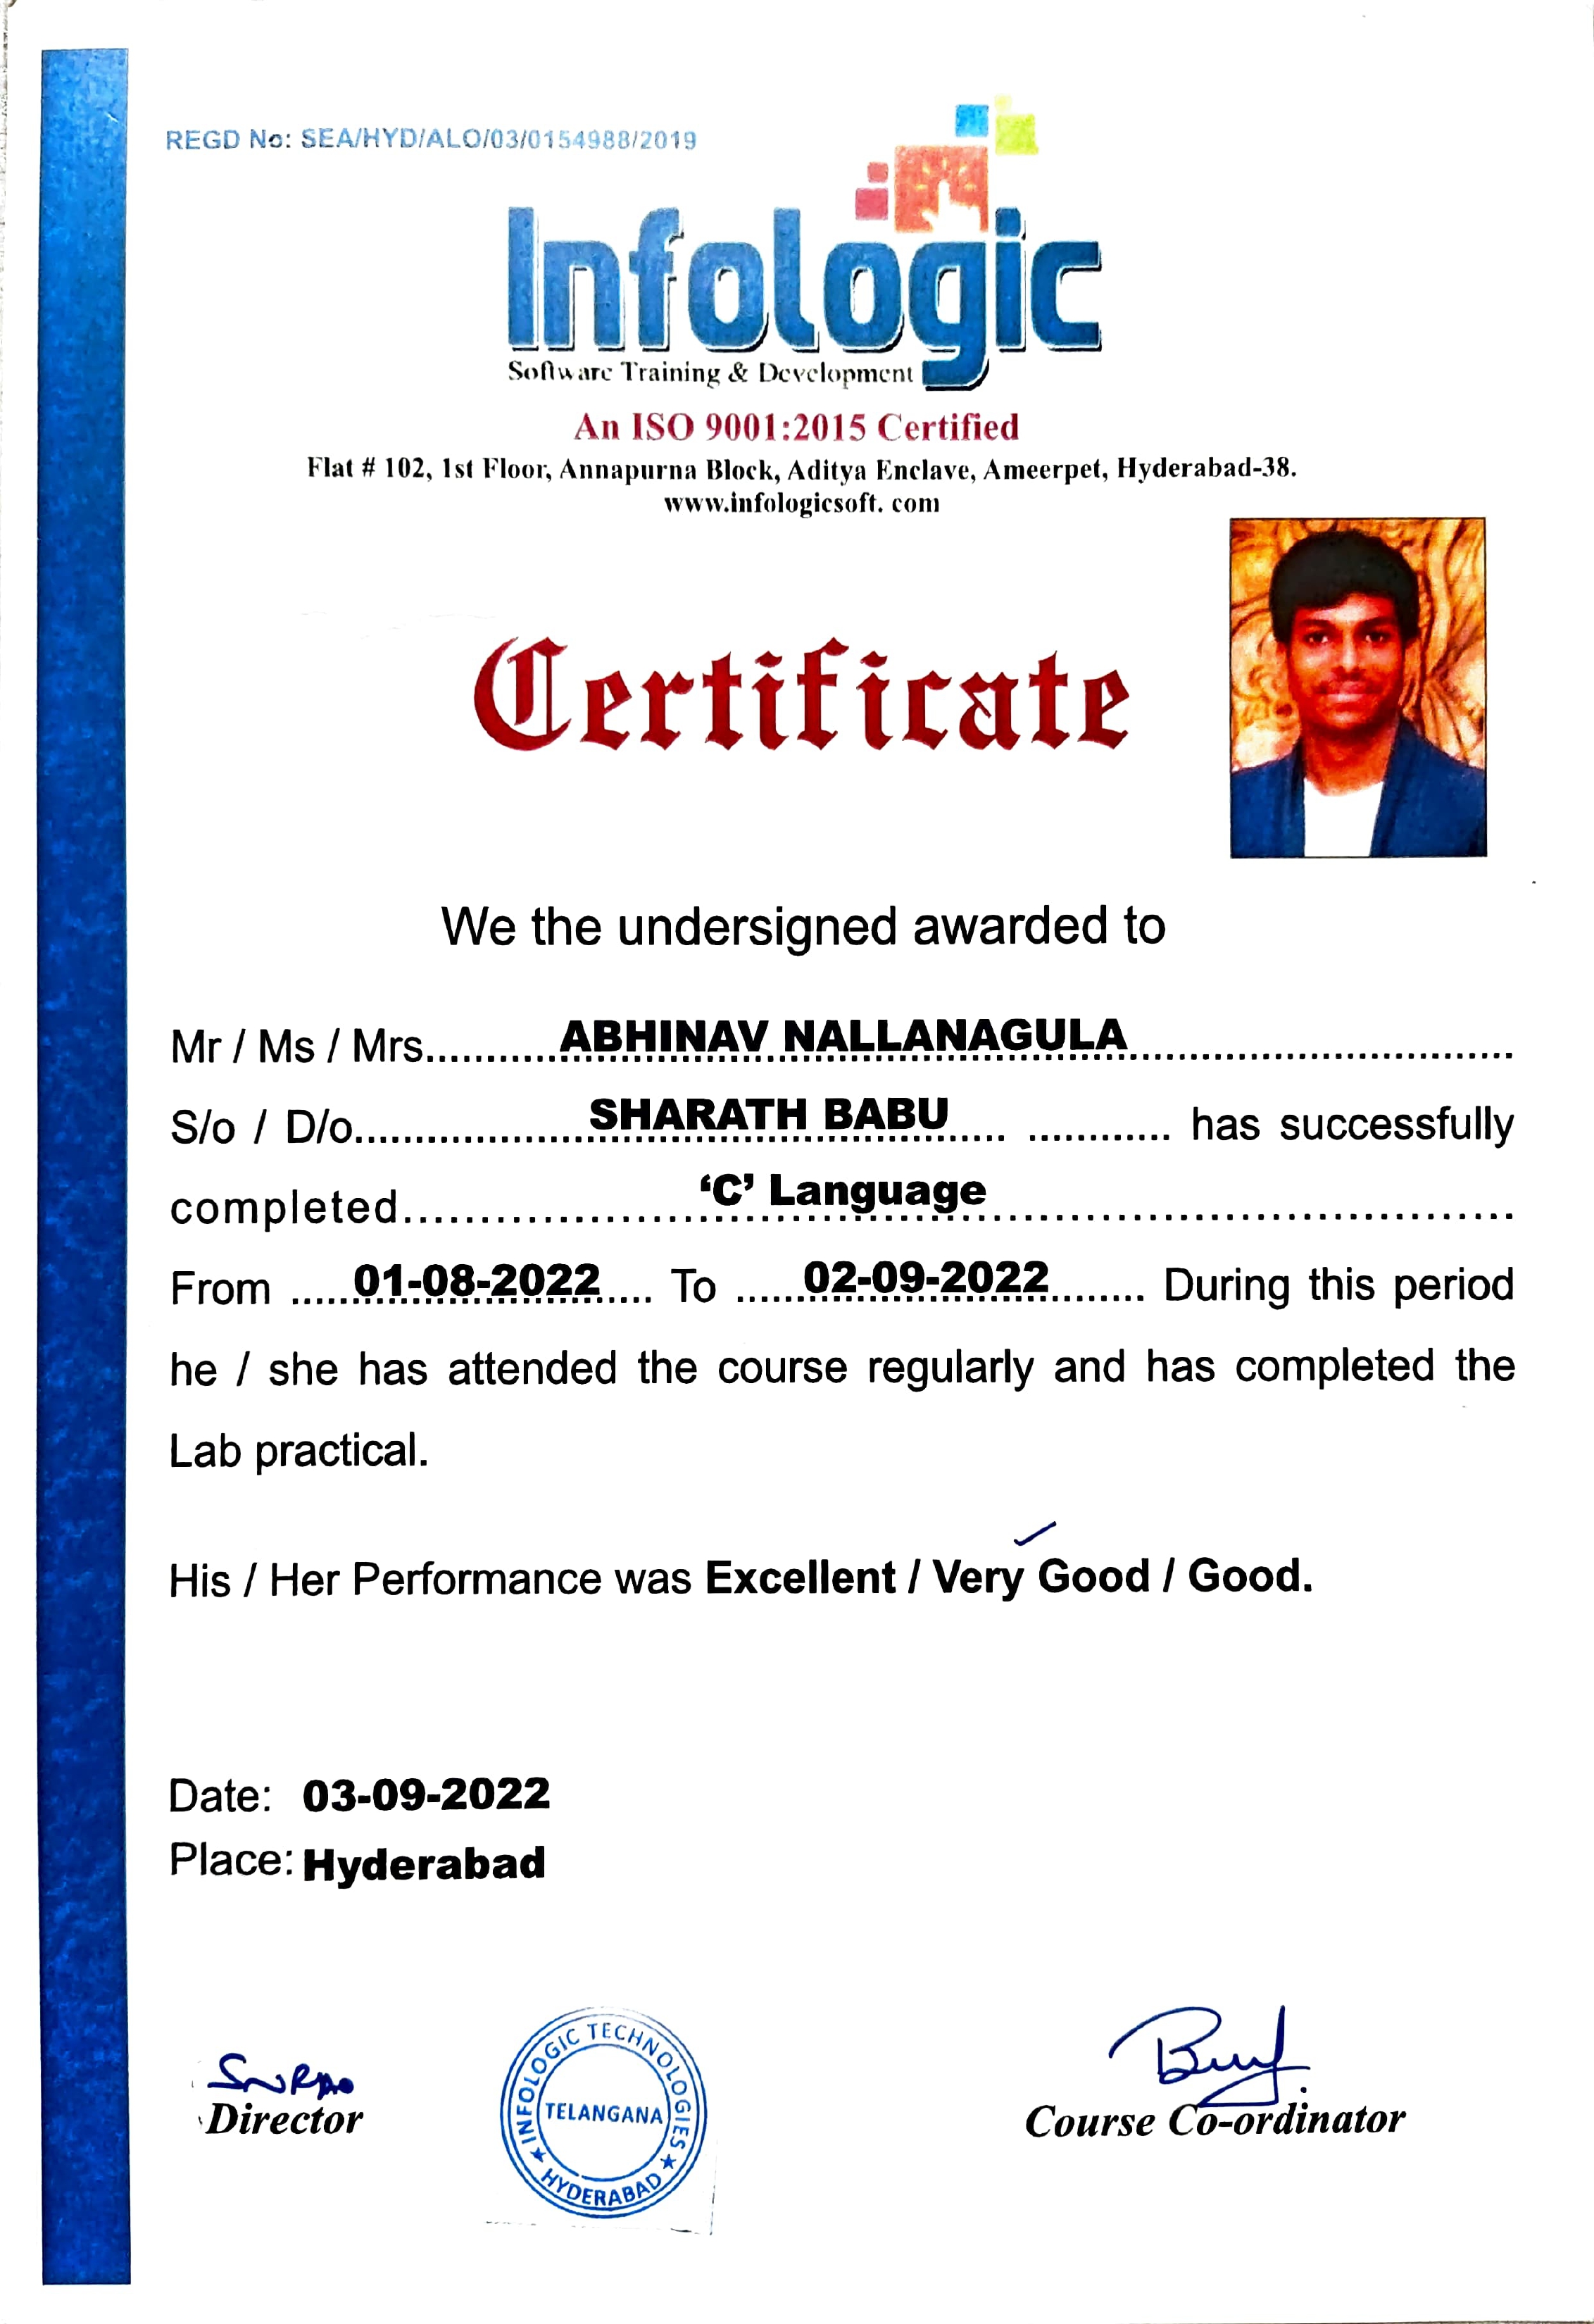 REGD No: SEA/HYD/ALO/03/0154988/2019
Infologic
Software Training & Development
An ISO 9001:2015 Certified
Flat # 102, 1st Floor, Annapurna Block, Aditya Enclave, Ameerpet, Hyderabad-38.
www.infologicsoft. com
Certificate
We the undersigned awarded to
Mr / Ms / Mrs...........ABHINAV NALLANAGULA................................
S/o / D/o....................SHARATH BABU..... ............ has successfully
completed....................'C' Language..................................
From ......01-08-2022..... To ......02-09-2022........ During this period
he / she has attended the course regularly and has completed the
Lab practical.
His / Her Performance was Excellent / Very Good / Good.
Date: 03-09-2022
Place: Hyderabad
Director
INFOLOGIC TECHNOLOGIES
TELANGANA
★ HYDERABAD ★
Course Co-ordinator